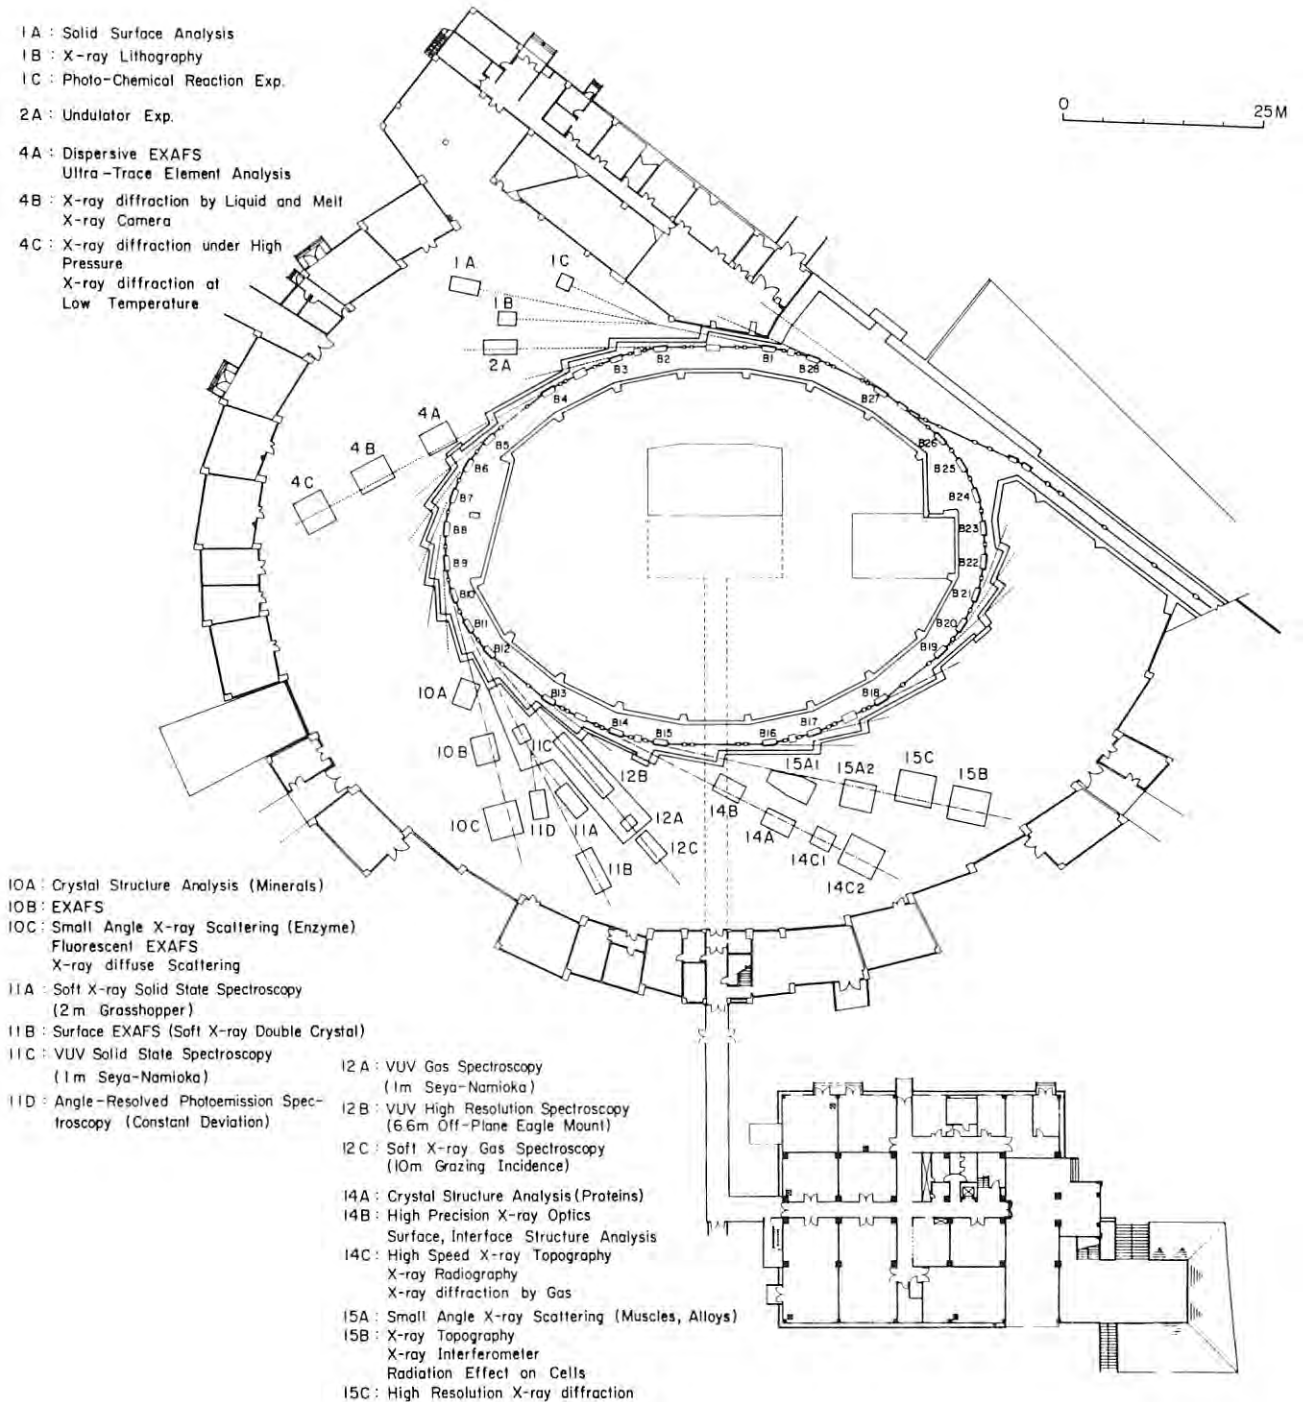 1A : Solid Surface Analysis
1B : X-ray Lithography
1C : Photo-Chemical Reaction Exp.
2A : Undulator Exp.
4A : Dispersive EXAFS
Ultra-Trace Element Analysis
4B : X-ray diffraction by Liquid and Melt
X-ray Camera
4C : X-ray diffraction under High
Pressure
X-ray diffraction at
Low Temperature
0 25M
1A
1C
1B
2A
4A
4B
4C
B2
B1
B3
B28
B4
B27
B5
B26
B6
B25
B7
B24
B8
B23
B9
B22
B10
B21
B11
B20
B12
B19
B13
B18
B14
B17
B15
B16
10A
10B
10C
11C
11D
11A
11B
12B
12A
12C
14B
14A
14C1
14C2
15A1
15A2
15C
15B
10A : Crystal Structure Analysis (Minerals)
10B : EXAFS
10C : Small Angle X-ray Scattering (Enzyme)
Fluorescent EXAFS
X-ray diffuse Scattering
11A : Soft X-ray Solid State Spectroscopy
(2m Grasshopper)
11B : Surface EXAFS (Soft X-ray Double Crystal)
11C : VUV Solid State Spectroscopy
(1m Seya-Namioka)
11D : Angle-Resolved Photoemission Spec-
troscopy (Constant Deviation)
12A : VUV Gas Spectroscopy
(1m Seya-Namioka)
12B : VUV High Resolution Spectroscopy
(6.6m Off-Plane Eagle Mount)
12C : Soft X-ray Gas Spectroscopy
(10m Grazing Incidence)
14A : Crystal Structure Analysis (Proteins)
14B : High Precision X-ray Optics
Surface, Interface Structure Analysis
14C : High Speed X-ray Topography
X-ray Radiography
X-ray diffraction by Gas
15A : Small Angle X-ray Scattering (Muscles, Alloys)
15B : X-ray Topography
X-ray Interferometer
Radiation Effect on Cells
15C : High Resolution X-ray diffraction